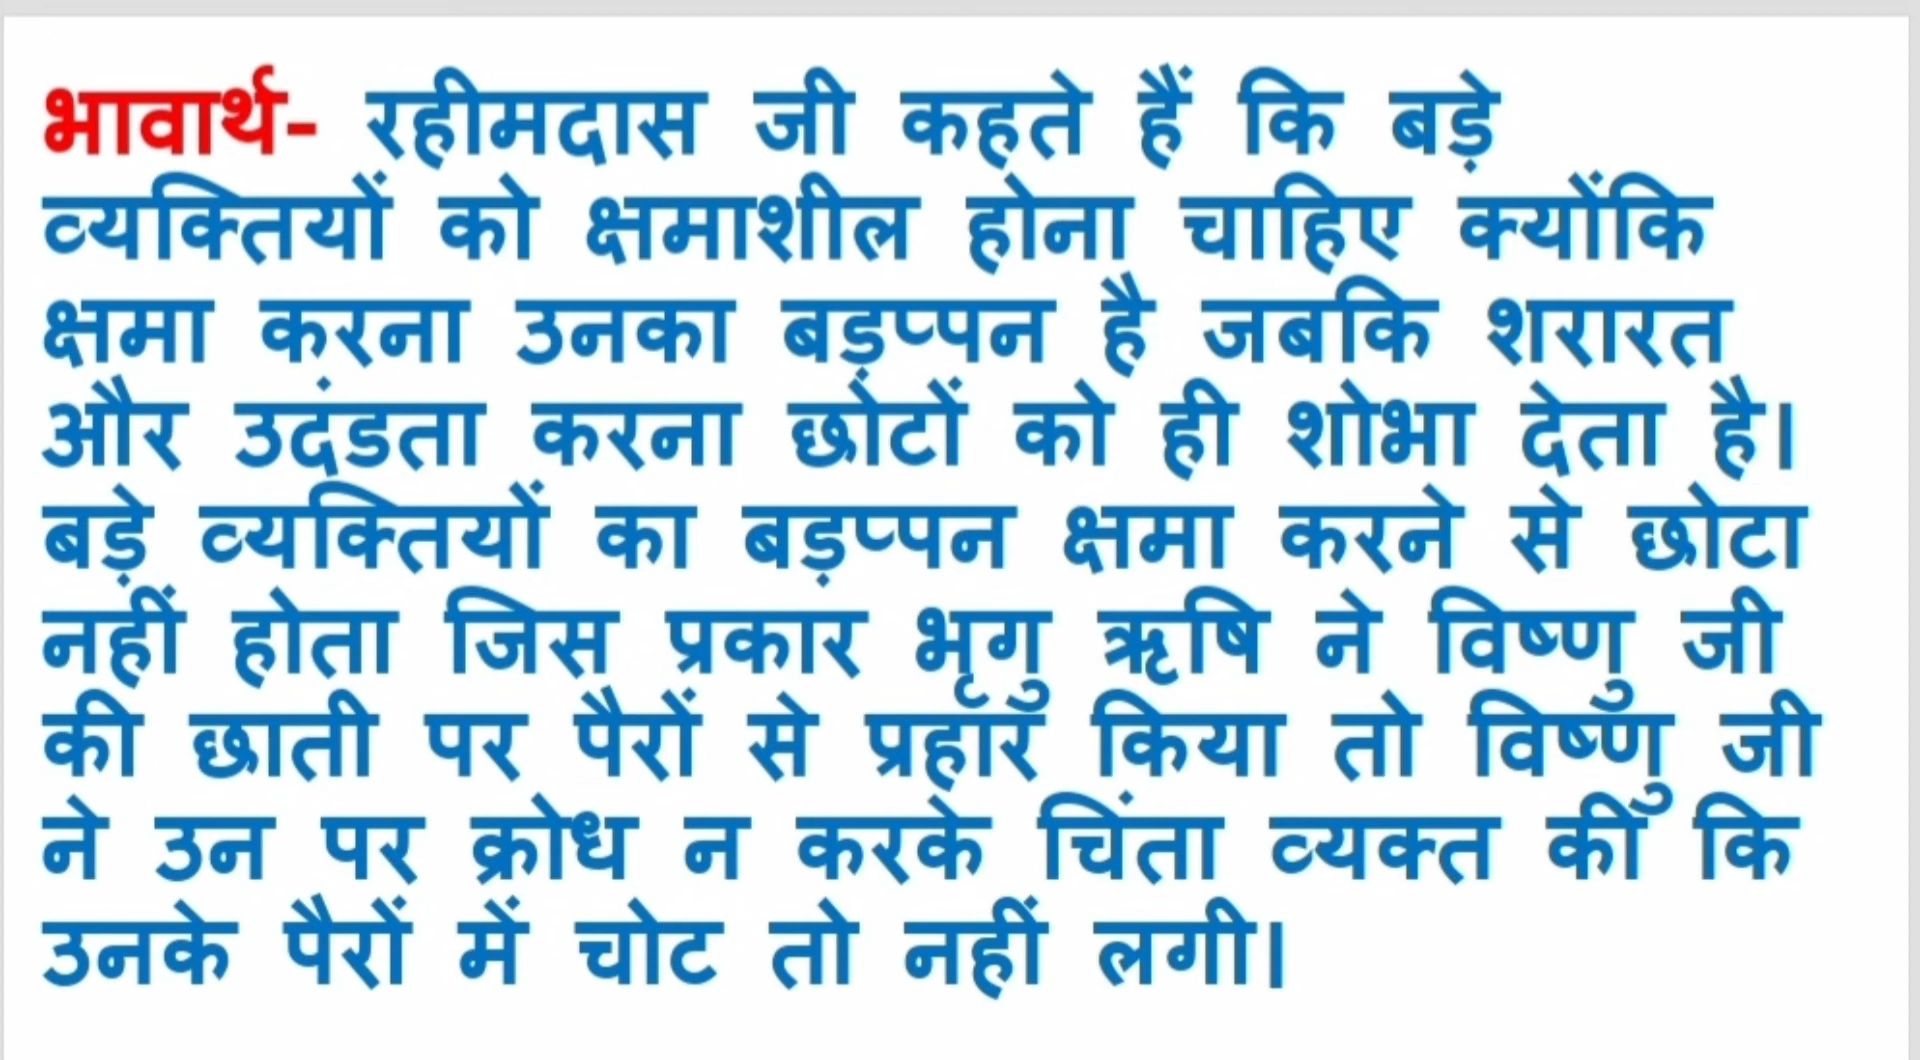 भावार्थ- रहीमदास जी कहते हैं कि बड़े
व्यक्तियों को क्षमाशील होना चाहिए क्योंकि
क्षमा करना उनका बड़प्पन है जबकि शरारत
और उदंडता करना छोटों को ही शोभा देता है।
बड़े व्यक्तियों का बड़प्पन क्षमा करने से छोटा
नहीं होता जिस प्रकार भृगु ऋषि ने विष्णु जी
की छाती पर पैरों से प्रहार किया तो विष्णु जी
ने उन पर क्रोध न करके चिंता व्यक्त की कि
उनके पैरों में चोट तो नहीं लगी।